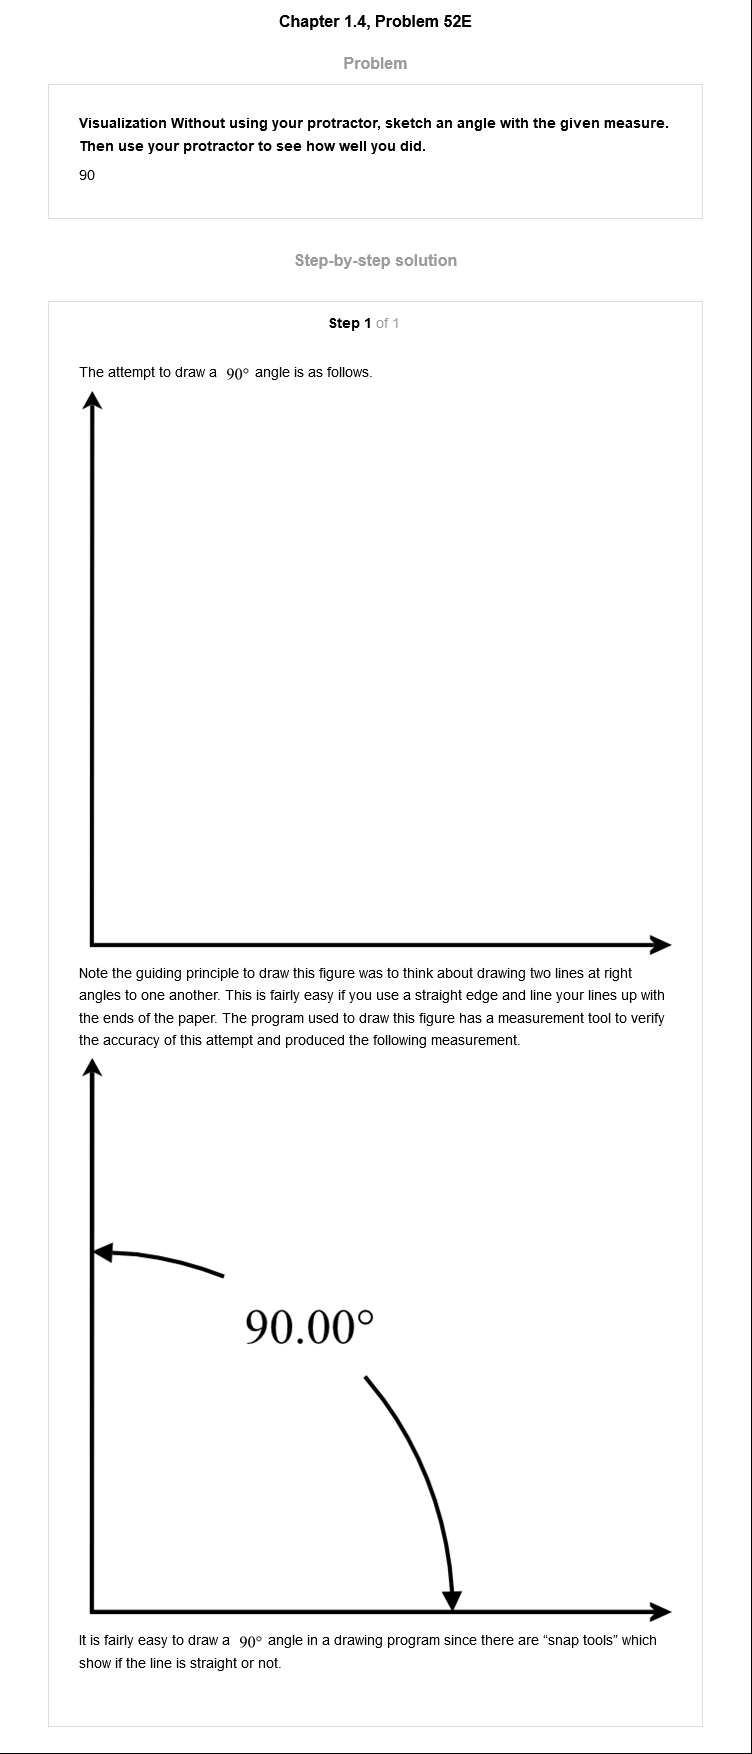 Chapter 1.4, Problem 52E
Problem
Visualization Without using your protractor, sketch an angle with the given measure.
Then use your protractor to see how well you did.
90
Step-by-step solution
Step 1 of 1
The attempt to draw a 90° angle is as follows.
Note the guiding principle to draw this figure was to think about drawing two lines at right
angles to one another. This is fairly easy if you use a straight edge and line your lines up with
the ends of the paper. The program used to draw this figure has a measurement tool to verify
the accuracy of this attempt and produced the following measurement.
90.00°
It is fairly easy to draw a 90° angle in a drawing program since there are “snap tools” which
show if the line is straight or not.